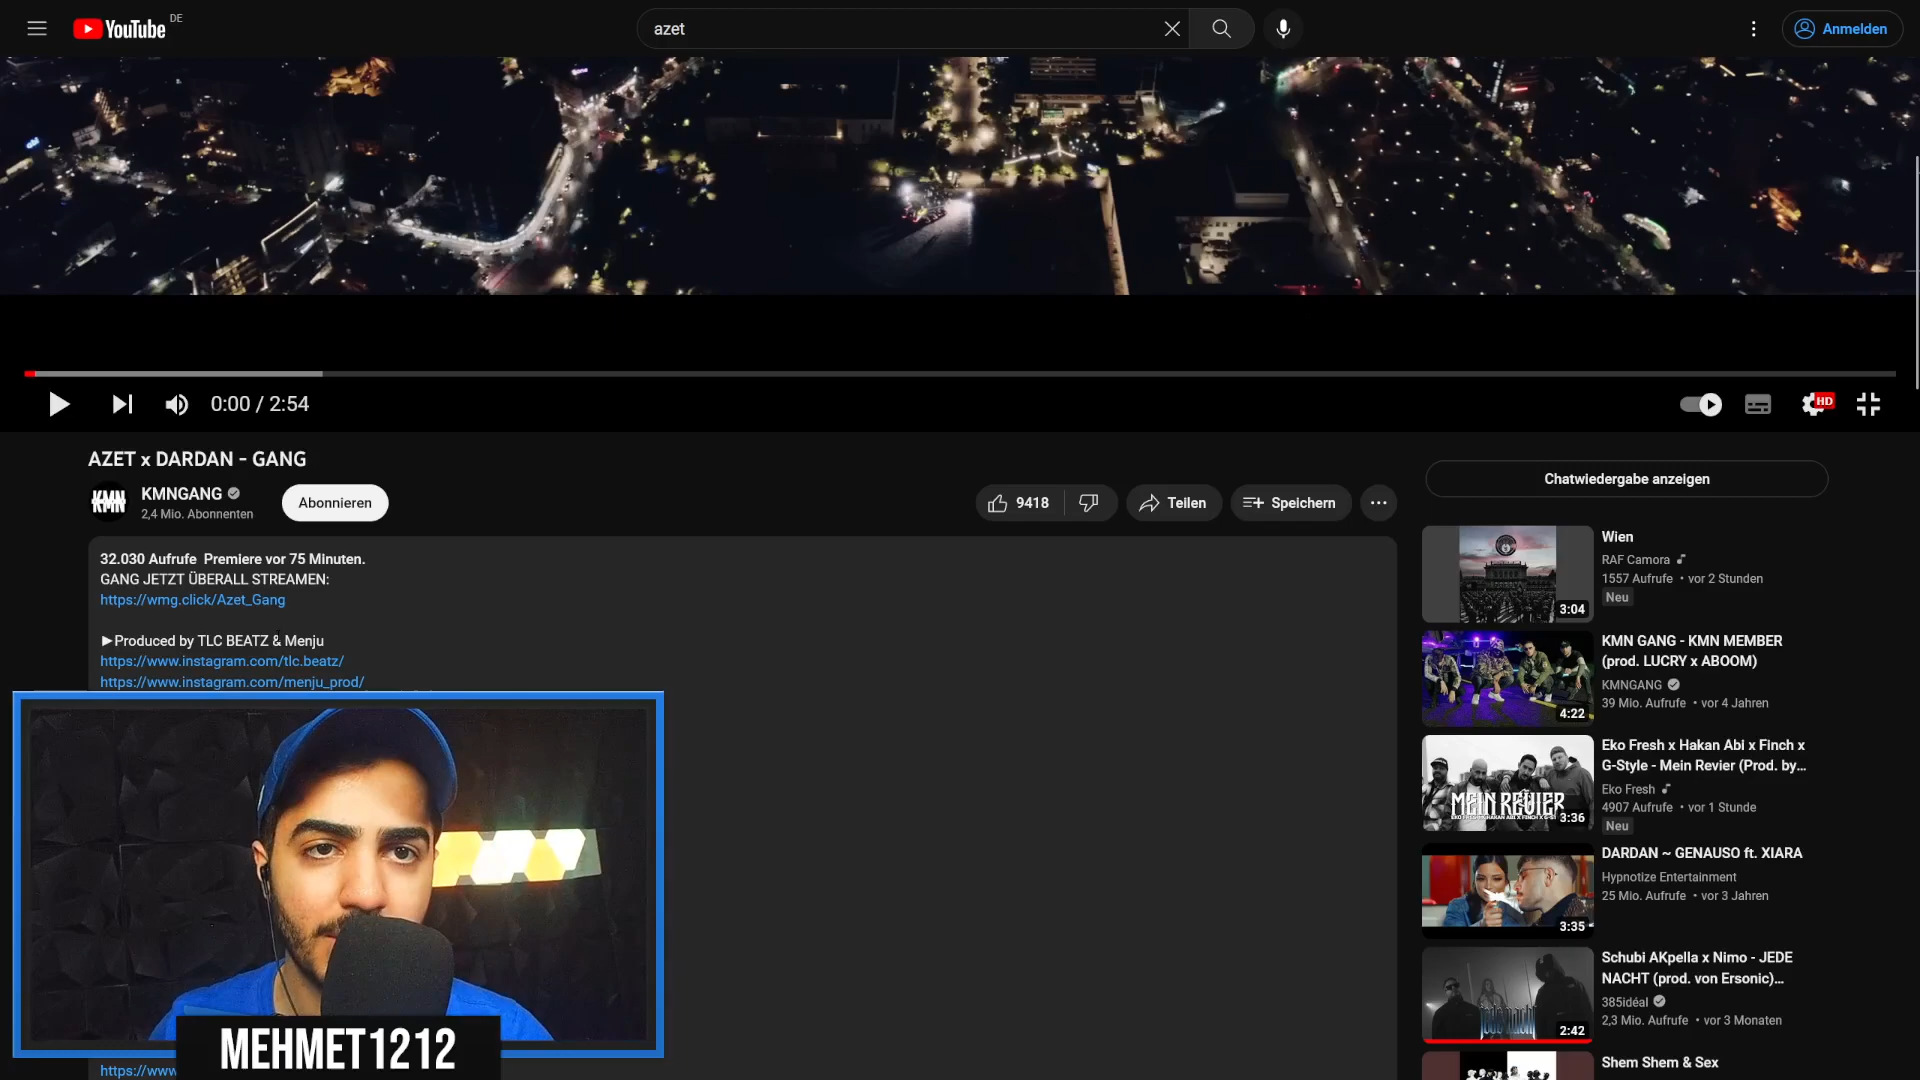 YouTube DE
azet
Anmelden
0:00 / 2:54
HD
AZET x DARDAN - GANG
KMN
KMNGANG
2,4 Mio. Abonnenten
Abonnieren
9418
Teilen
Speichern
32.030 Aufrufe Premiere vor 75 Minuten.
GANG JETZT ÜBERALL STREAMEN:
https://wmg.click/Azet_Gang
►Produced by TLC BEATZ & Menju
https://www.instagram.com/tlc.beatz/
https://www.instagram.com/menju_prod/
MEHMET1212
https://www
Chatwiedergabe anzeigen
3:04
Wien
RAF Camora
1557 Aufrufe • vor 2 Stunden
Neu
4:22
KMN GANG - KMN MEMBER
(prod. LUCRY x ABOOM)
KMNGANG
39 Mio. Aufrufe • vor 4 Jahren
MEIN REVIER
3:36
Eko Fresh x Hakan Abi x Finch x
G-Style - Mein Revier (Prod. by...
Eko Fresh
4907 Aufrufe • vor 1 Stunde
Neu
3:35
DARDAN ~ GENAUSO ft. XIARA
Hypnotize Entertainment
25 Mio. Aufrufe • vor 3 Jahren
2:42
Schubi AKpella x Nimo - JEDE
NACHT (prod. von Ersonic)...
385idéal
2,3 Mio. Aufrufe • vor 3 Monaten
Shem Shem & Sex